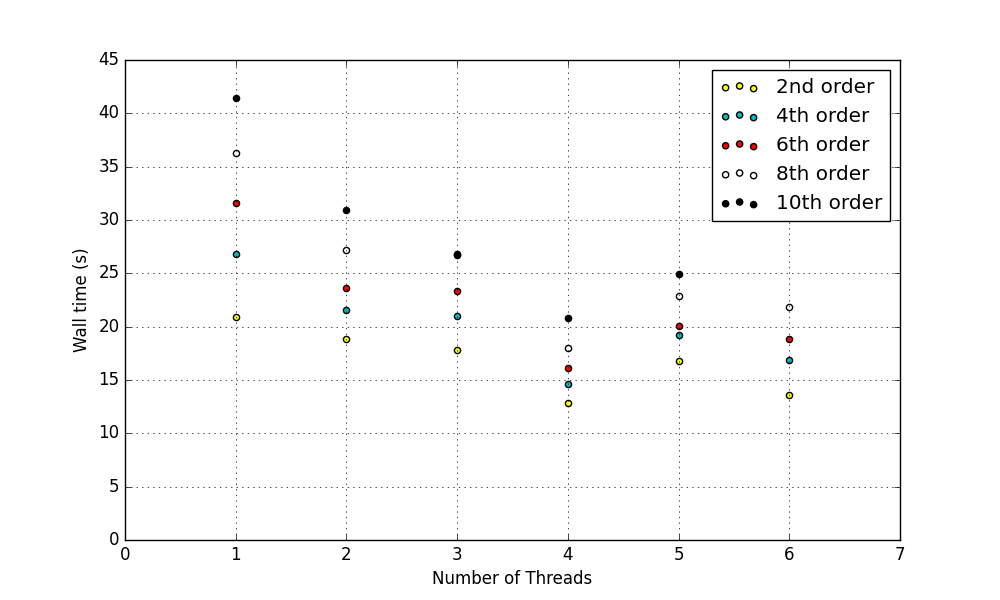 45
40
35
30
25
20
15
10
5
0
0 1 2 3 4 5 6 7
Wall time (s)
Number of Threads
2nd order
4th order
6th order
8th order
10th order